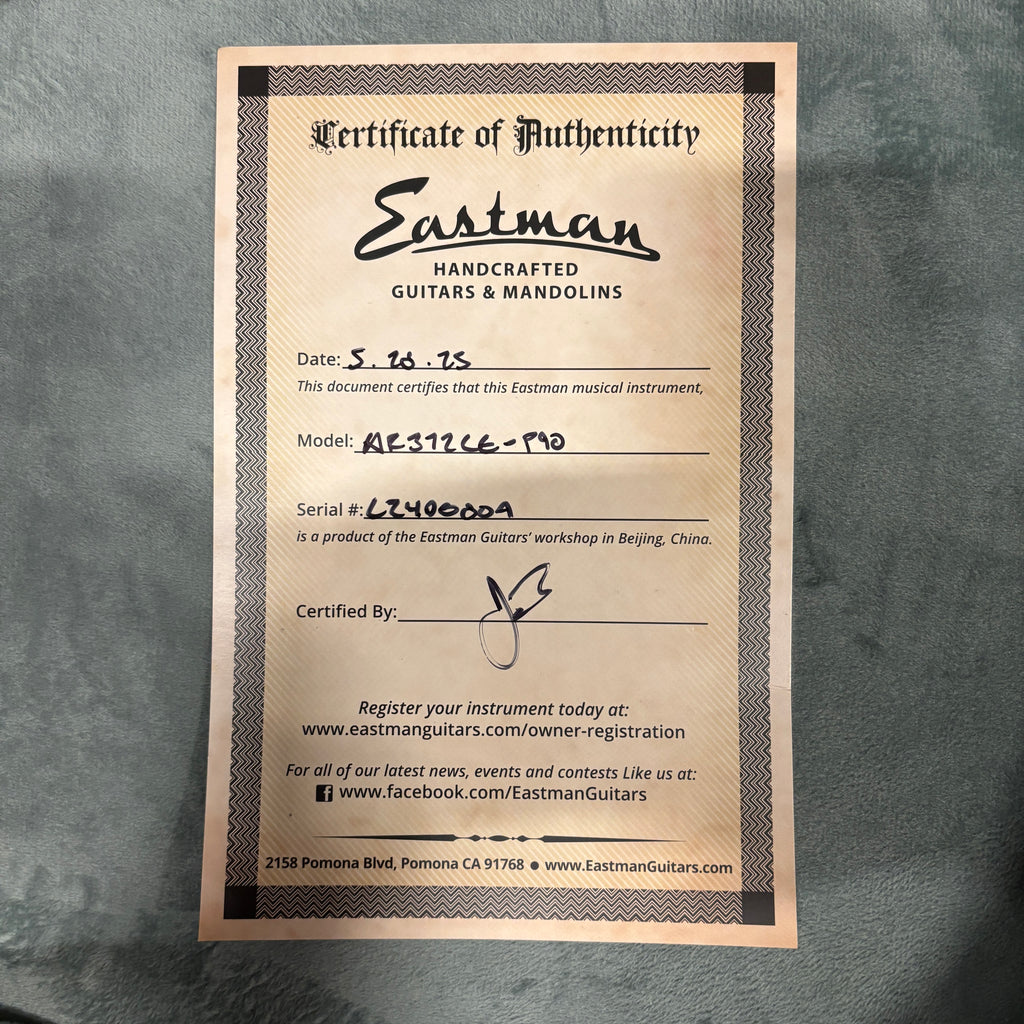 Certificate of Authenticity
Eastman
HANDCRAFTED
GUITARS & MANDOLINS
Date: 5.20.25
This document certifies that this Eastman musical instrument,
Model: AR372CE-P90
Serial #: L2400009
is a product of the Eastman Guitars' workshop in Beijing, China.
Certified By:
Register your instrument today at:
www.eastmanguitars.com/owner-registration
For all of our latest news, events and contests Like us at:
f www.facebook.com/EastmanGuitars
2158 Pomona Blvd, Pomona CA 91768 ● www.EastmanGuitars.com